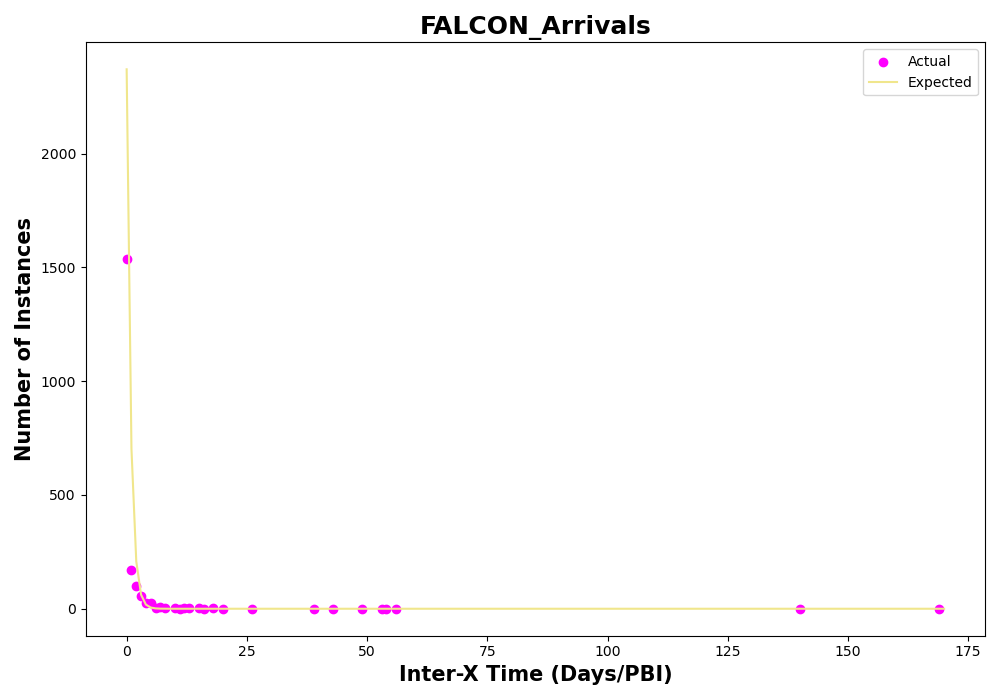 FALCON_Arrivals
Actual
Expected
Number of Instances
2000
1500
1000
500
0
0 25 50 75 100 125 150 175
Inter-X Time (Days/PBI)